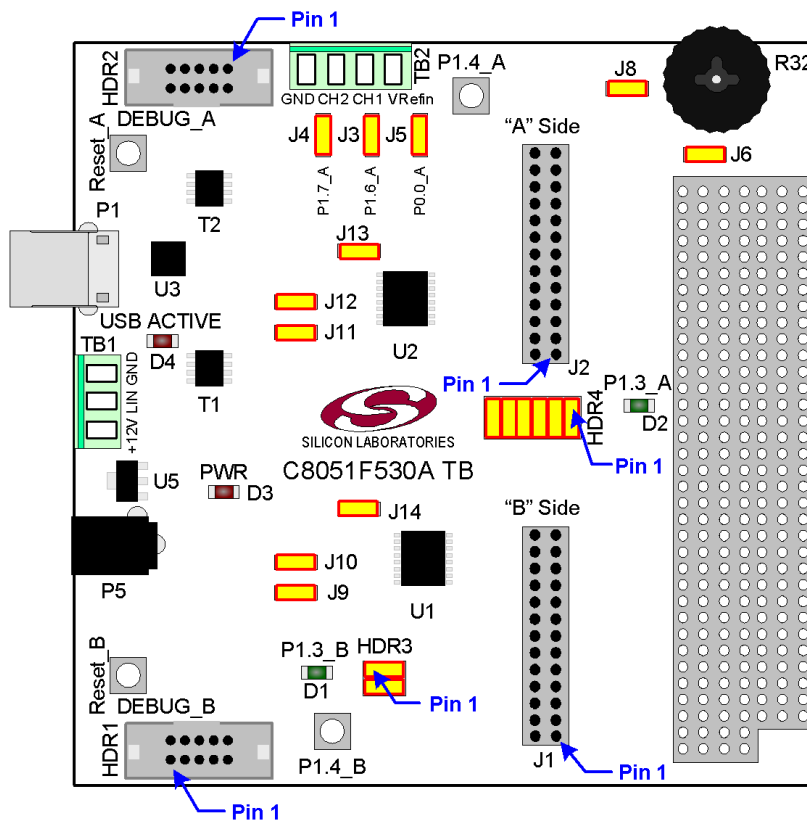 Pin 1
HDR2
DEBUG_A
Reset_A
TB2
GND CH2 CH1 VRefin
P1.4_A
J8
R32
J4
J3
J5
J6
P1.7_A
P1.6_A
P0.0_A
"A" Side
P1
T2
J13
U3
J12
J11
U2
USB ACTIVE
D4
TB1
+12V LIN GND
T1
Pin 1
J2
P1.3_A
D2
HDR4
Pin 1
SILICON LABORATORIES
C8051F530A TB
U5
PWR
D3
J14
"B" Side
P5
J10
J9
U1
Reset_B
P1.3_B
D1
HDR3
Pin 1
DEBUG_B
HDR1
P1.4_B
J1
Pin 1
Pin 1